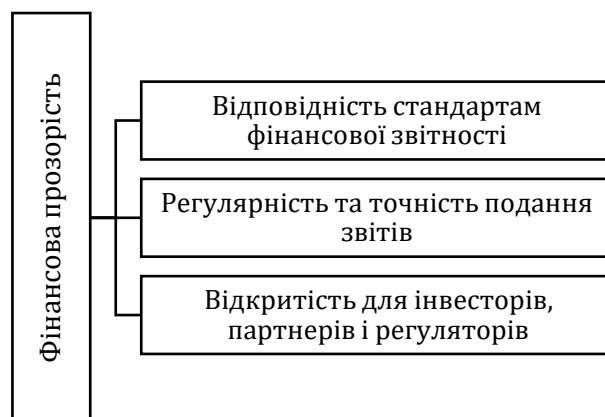 Фінансова прозорість
Відповідність стандартам
фінансової звітності
Регулярність та точність подання
звітів
Відкритість для інвесторів,
партнерів і регуляторів